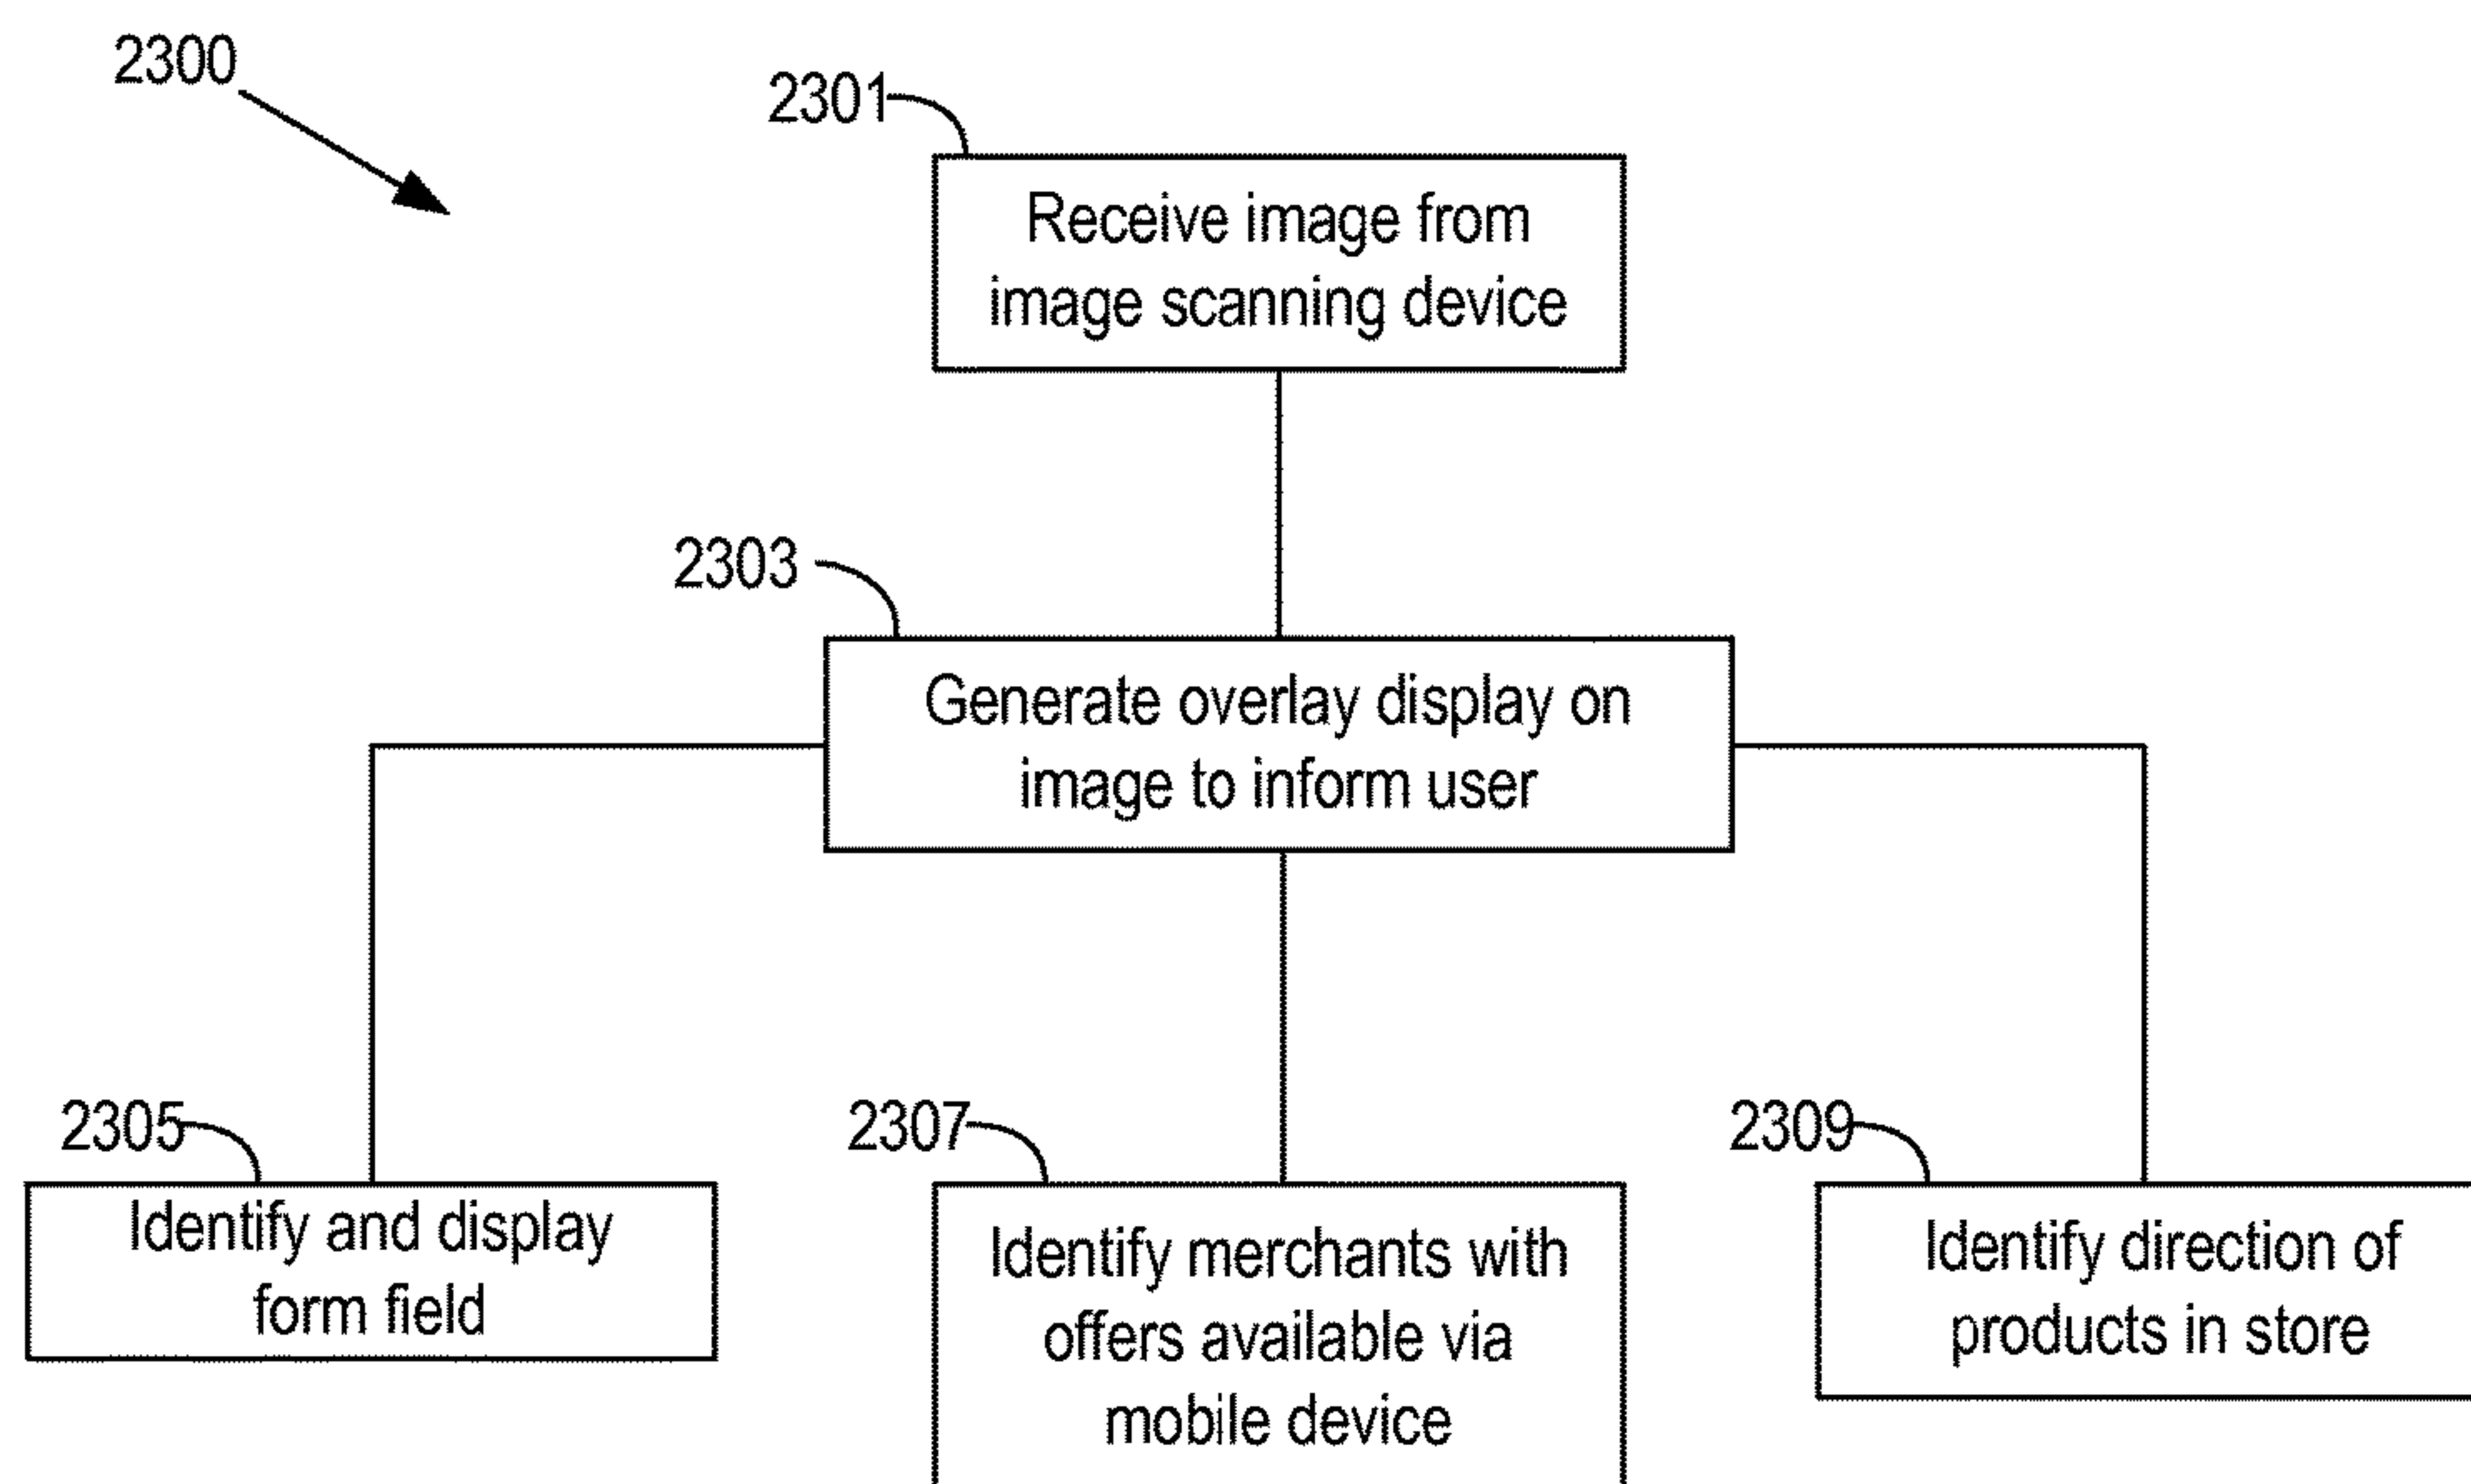 2300
2301
Receive image from
image scanning device
2303
Generate overlay display on
image to inform user
2305
Identify and display
form field
2307
Identify merchants with
offers available via
mobile device
2309
Identify direction of
products in store